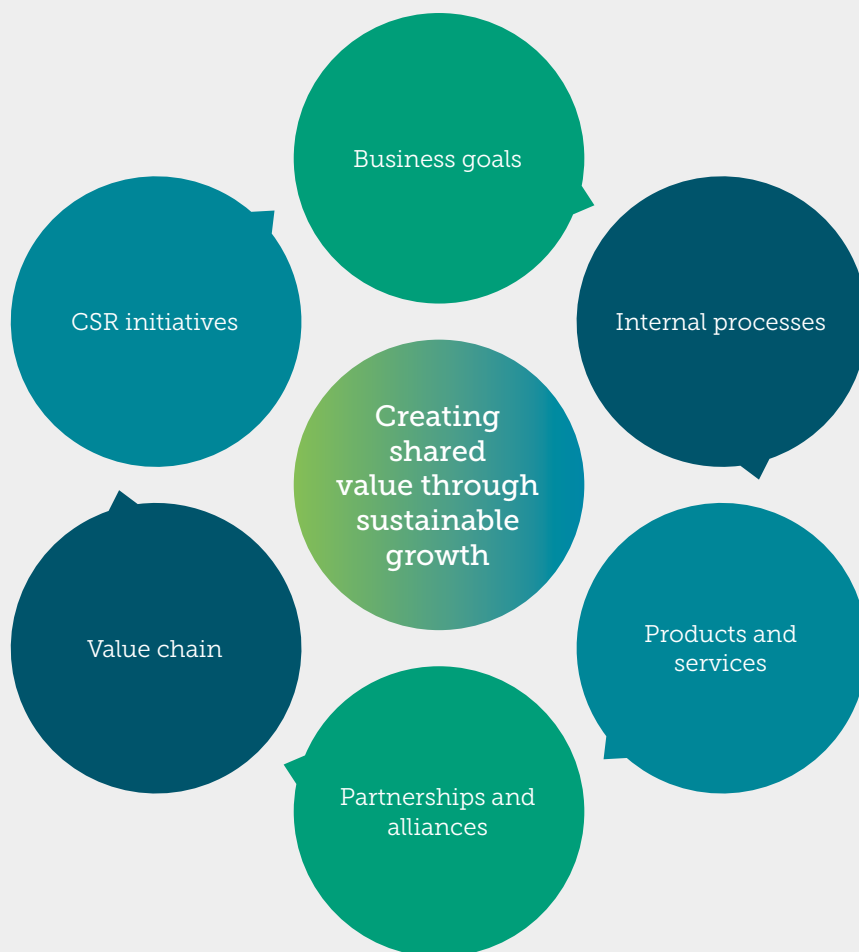 Business goals
CSR initiatives
Internal processes
Creating
shared
value through
sustainable
growth
Value chain
Products and
services
Partnerships and
alliances